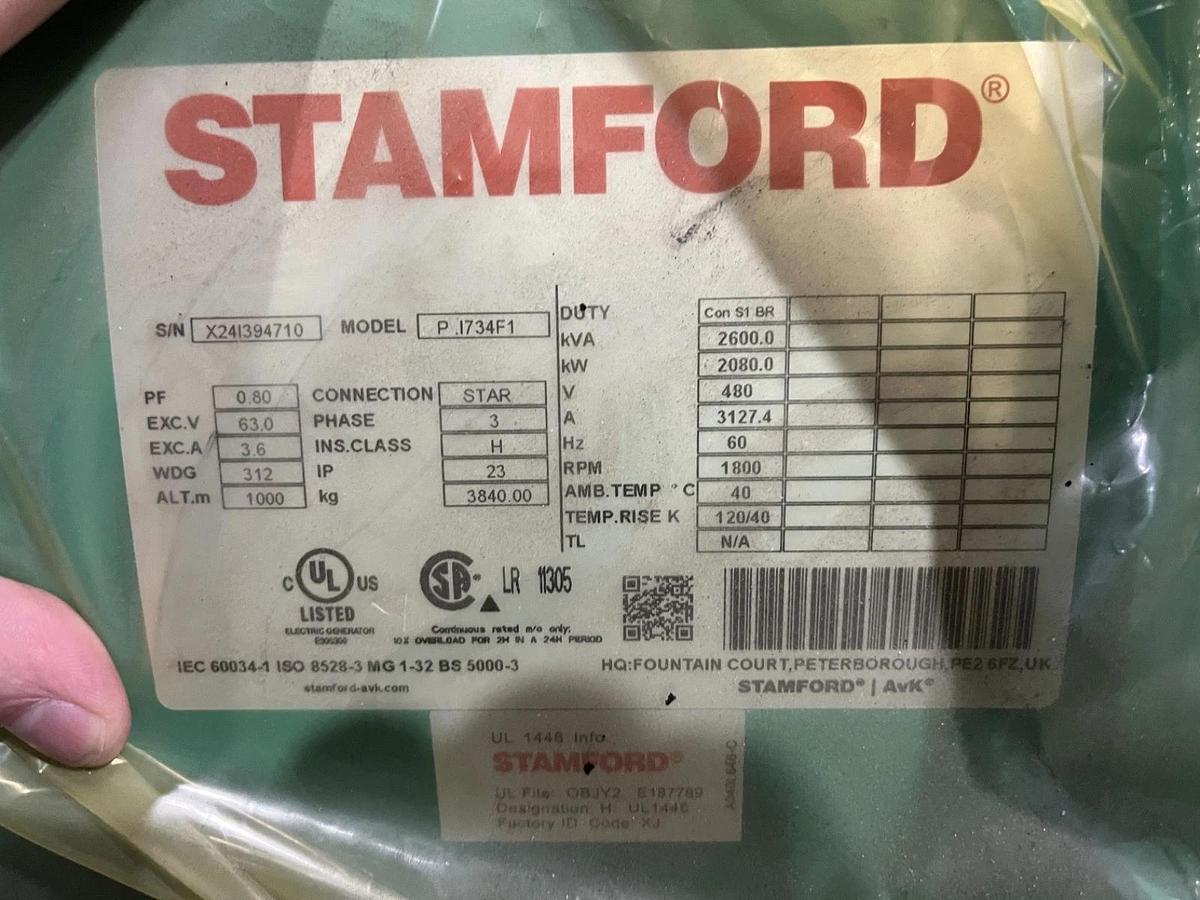 STAMFORD®
S/N X24I394710 MODEL P .I734F1
PF 0.80 CONNECTION STAR
EXC.V 63.0 PHASE 3
EXC.A 3.6 INS.CLASS H
WDG 312 IP 23
ALT.m 1000 kg 3840.00
DUTY Con S1 BR
kVA 2600.0
kW 2080.0
V 480
A 3127.4
Hz 60
RPM 1800
AMB.TEMP °C 40
TEMP.RISE K 120/40
TL N/A
C UL US
LISTED
ELECTRIC GENERATOR
SA® LR 11305
Continuous rated m/o only.
10% OVERLOAD FOR 2H IN A 24H PERIOD
IEC 60034-1 ISO 8528-3 MG 1-32 BS 5000-3
stamford-avk.com
HQ:FOUNTAIN COURT,PETERBOROUGH,PE2 6FZ,UK
STAMFORD® | AvK®
UL 1446 Info.
STAMFORD®
UL File: OBJY2 E187789
Designation: H UL1446
Factory ID Code: XJ